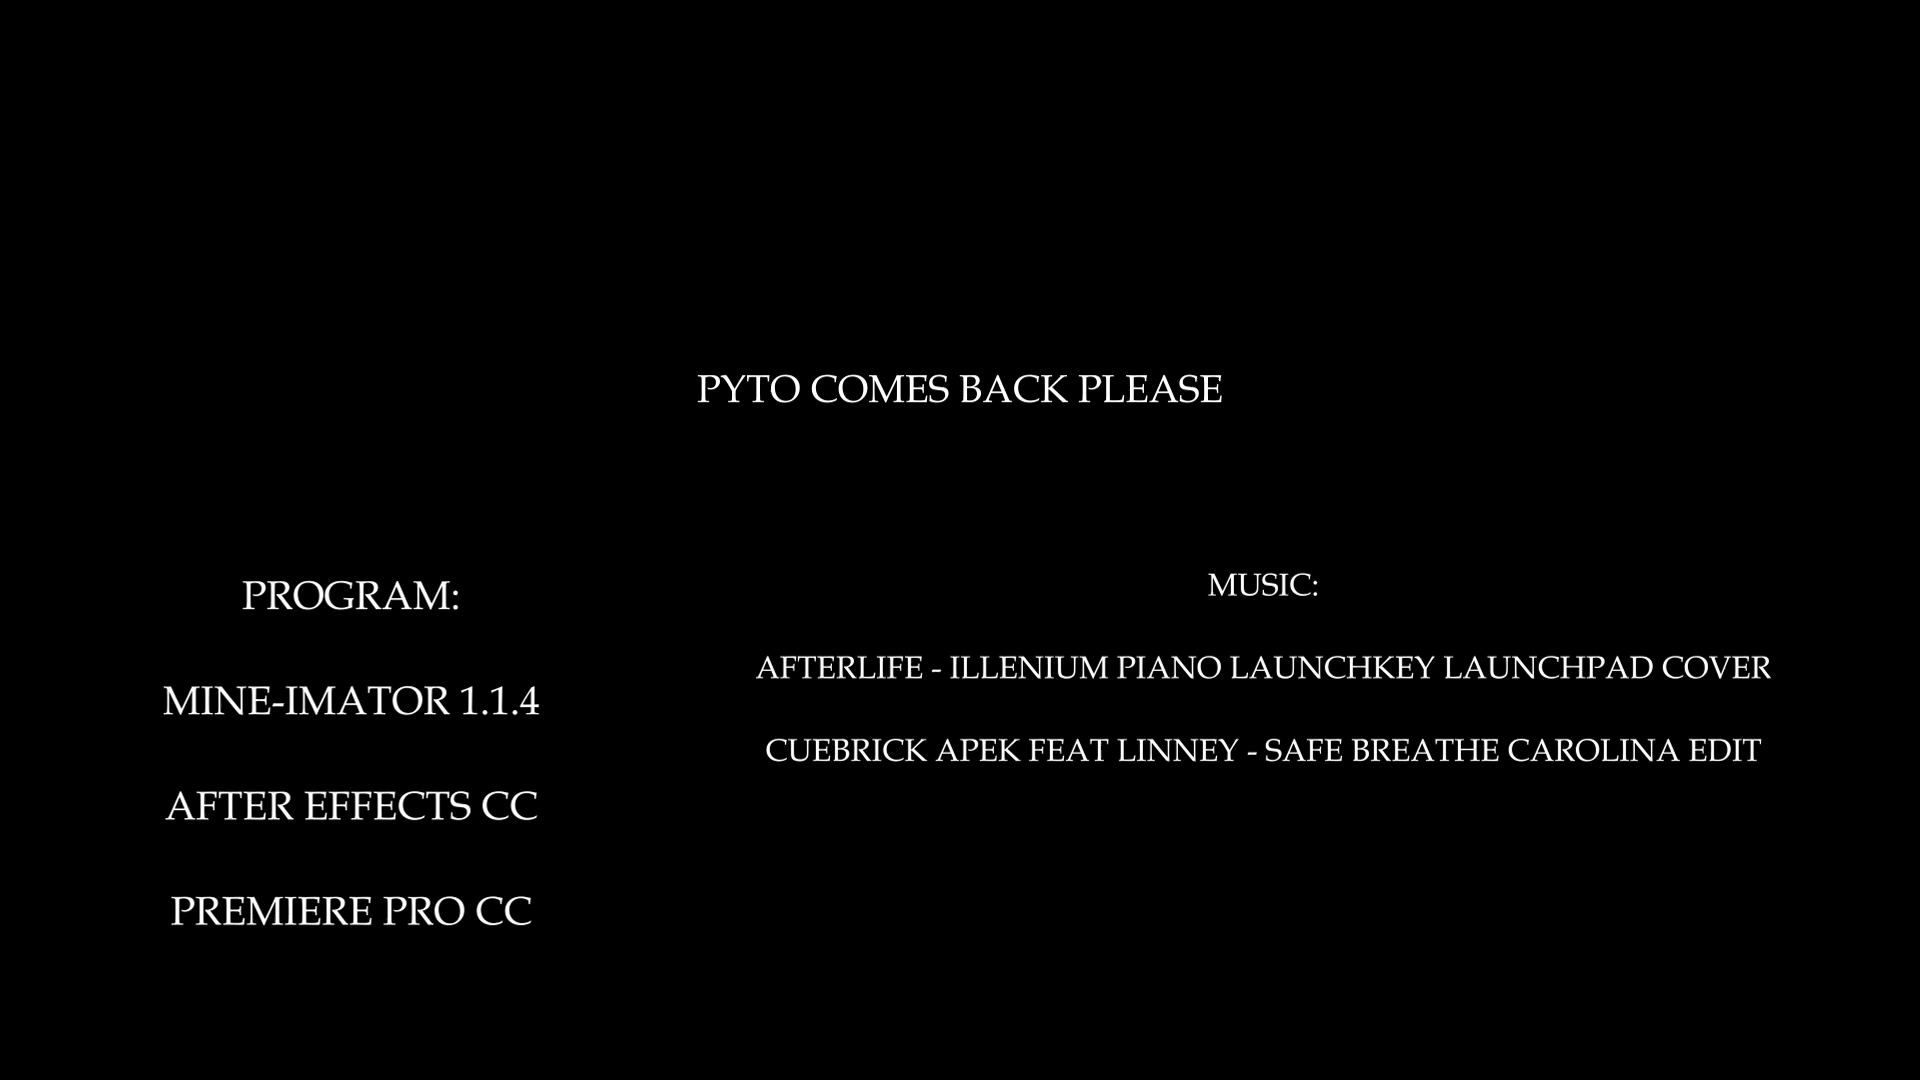 PYTO COMES BACK PLEASE
PROGRAM:
MINE-IMATOR 1.1.4
AFTER EFFECTS CC
PREMIERE PRO CC
MUSIC:
AFTERLIFE - ILLENIUM PIANO LAUNCHKEY LAUNCHPAD COVER
CUEBRICK APEK FEAT LINNEY - SAFE BREATHE CAROLINA EDIT